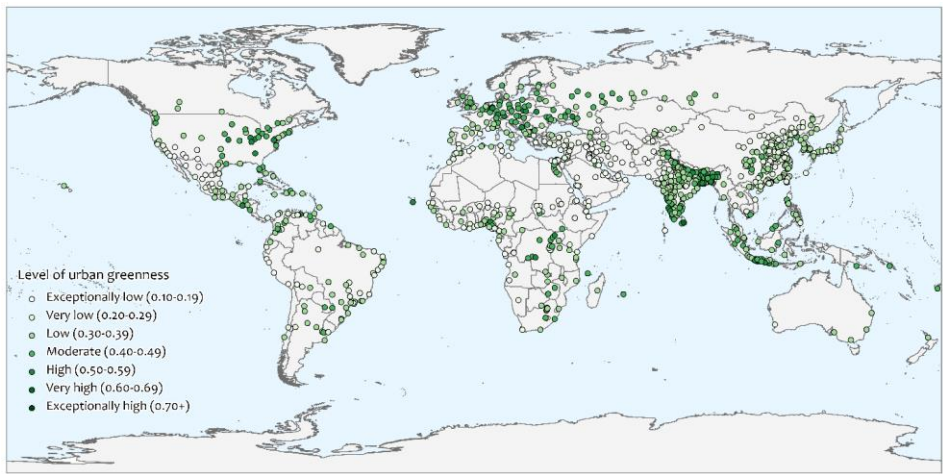 Level of urban greenness
Exceptionally low (0.10-0.19)
Very low (0.20-0.29)
Low (0.30-0.39)
Moderate (0.40-0.49)
High (0.50-0.59)
Very high (0.60-0.69)
Exceptionally high (0.70+)